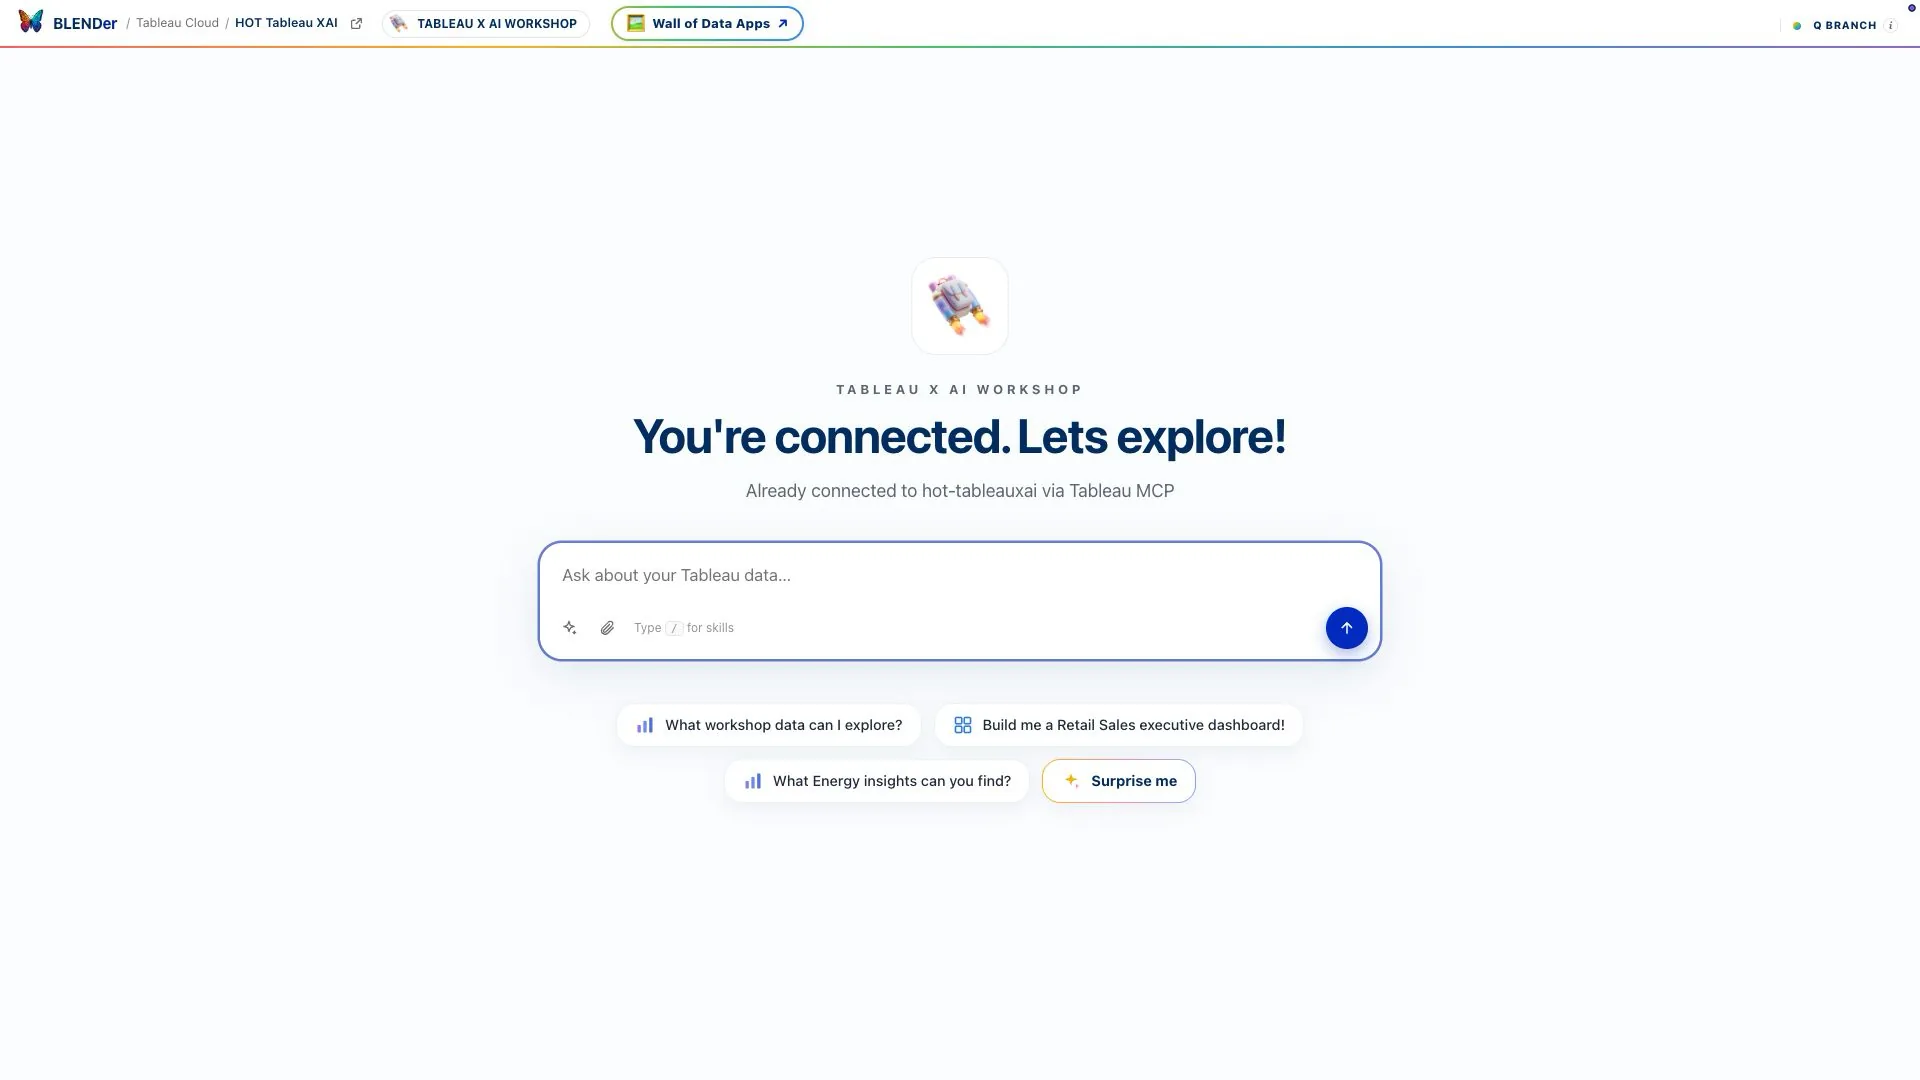 BLENDer / Tableau Cloud / HOT Tableau XAI TABLEAU X AI WORKSHOP Wall of Data Apps Q BRANCH i
TABLEAU X AI WORKSHOP
You're connected. Lets explore!
Already connected to hot-tableauxai via Tableau MCP
Ask about your Tableau data...
Type / for skills
What workshop data can I explore? Build me a Retail Sales executive dashboard!
What Energy insights can you find? Surprise me